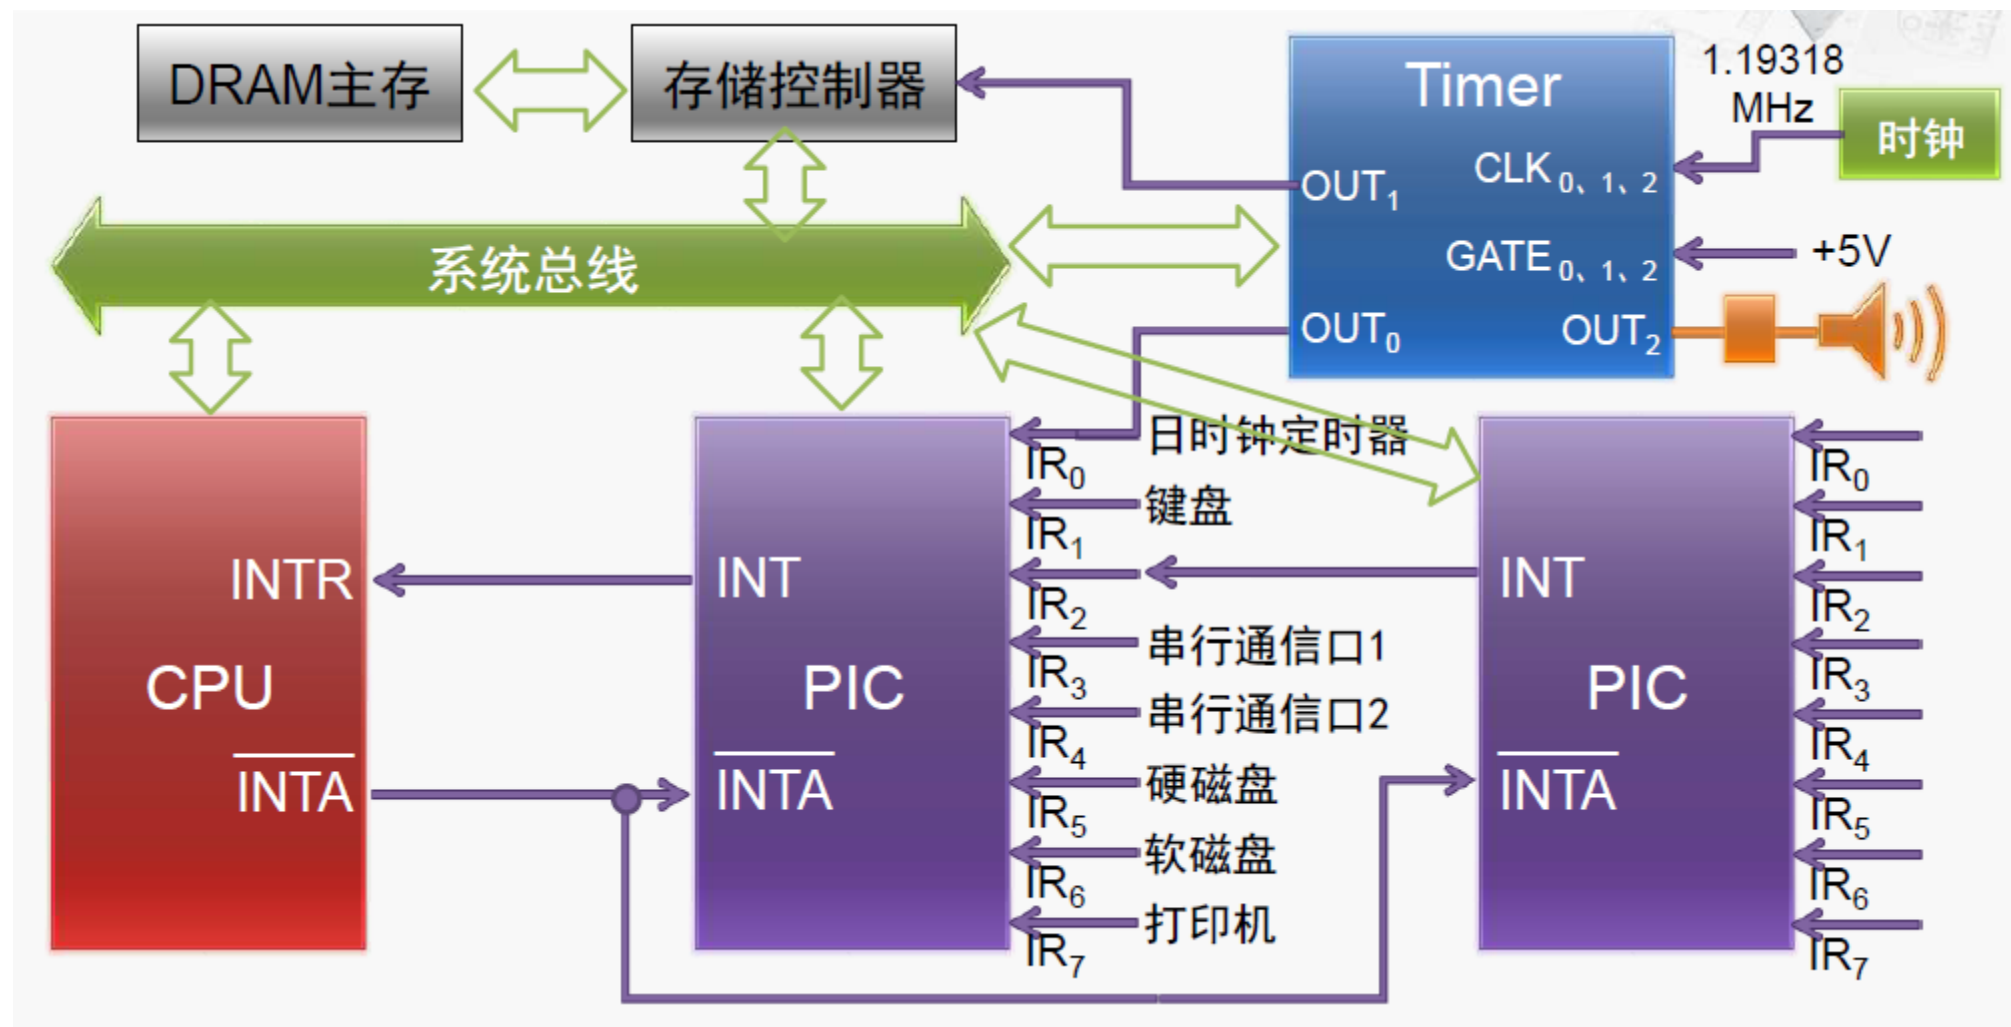 DRAM主存
存储控制器
Timer
1.19318
MHz
时钟
OUT₁
CLK 0、1、2
GATE 0、1、2
+5V
OUT₀
OUT₂
系统总线
CPU
INTR
INTA
PIC
INT
INTA
日时钟定时器
IR₀
键盘
IR₁
IR₂
串行通信口1
IR₃
串行通信口2
IR₄
硬磁盘
IR₅
软磁盘
IR₆
打印机
IR₇
PIC
INT
INTA
IR₀
IR₁
IR₂
IR₃
IR₄
IR₅
IR₆
IR₇